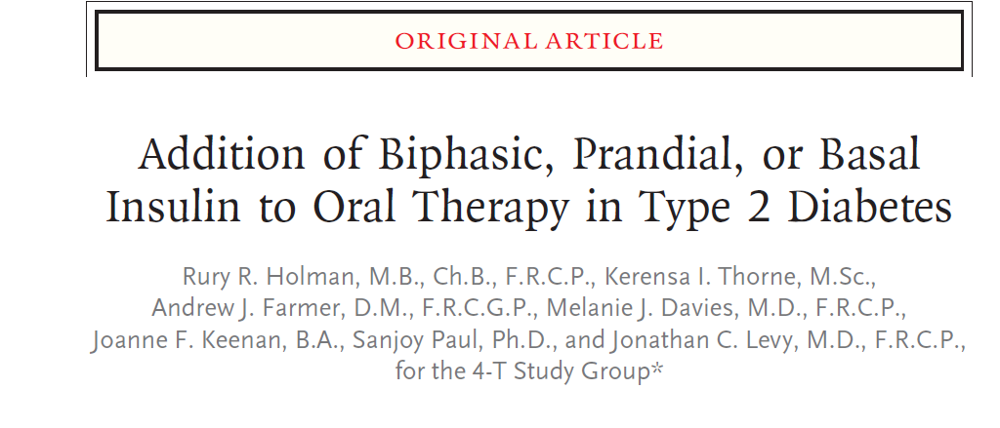 ORIGINAL ARTICLE
Addition of Biphasic, Prandial, or Basal
Insulin to Oral Therapy in Type 2 Diabetes
Rury R. Holman, M.B., Ch.B., F.R.C.P., Kerensa I. Thorne, M.Sc.,
Andrew J. Farmer, D.M., F.R.C.G.P., Melanie J. Davies, M.D., F.R.C.P.,
Joanne F. Keenan, B.A., Sanjoy Paul, Ph.D., and Jonathan C. Levy, M.D., F.R.C.P.,
for the 4-T Study Group*